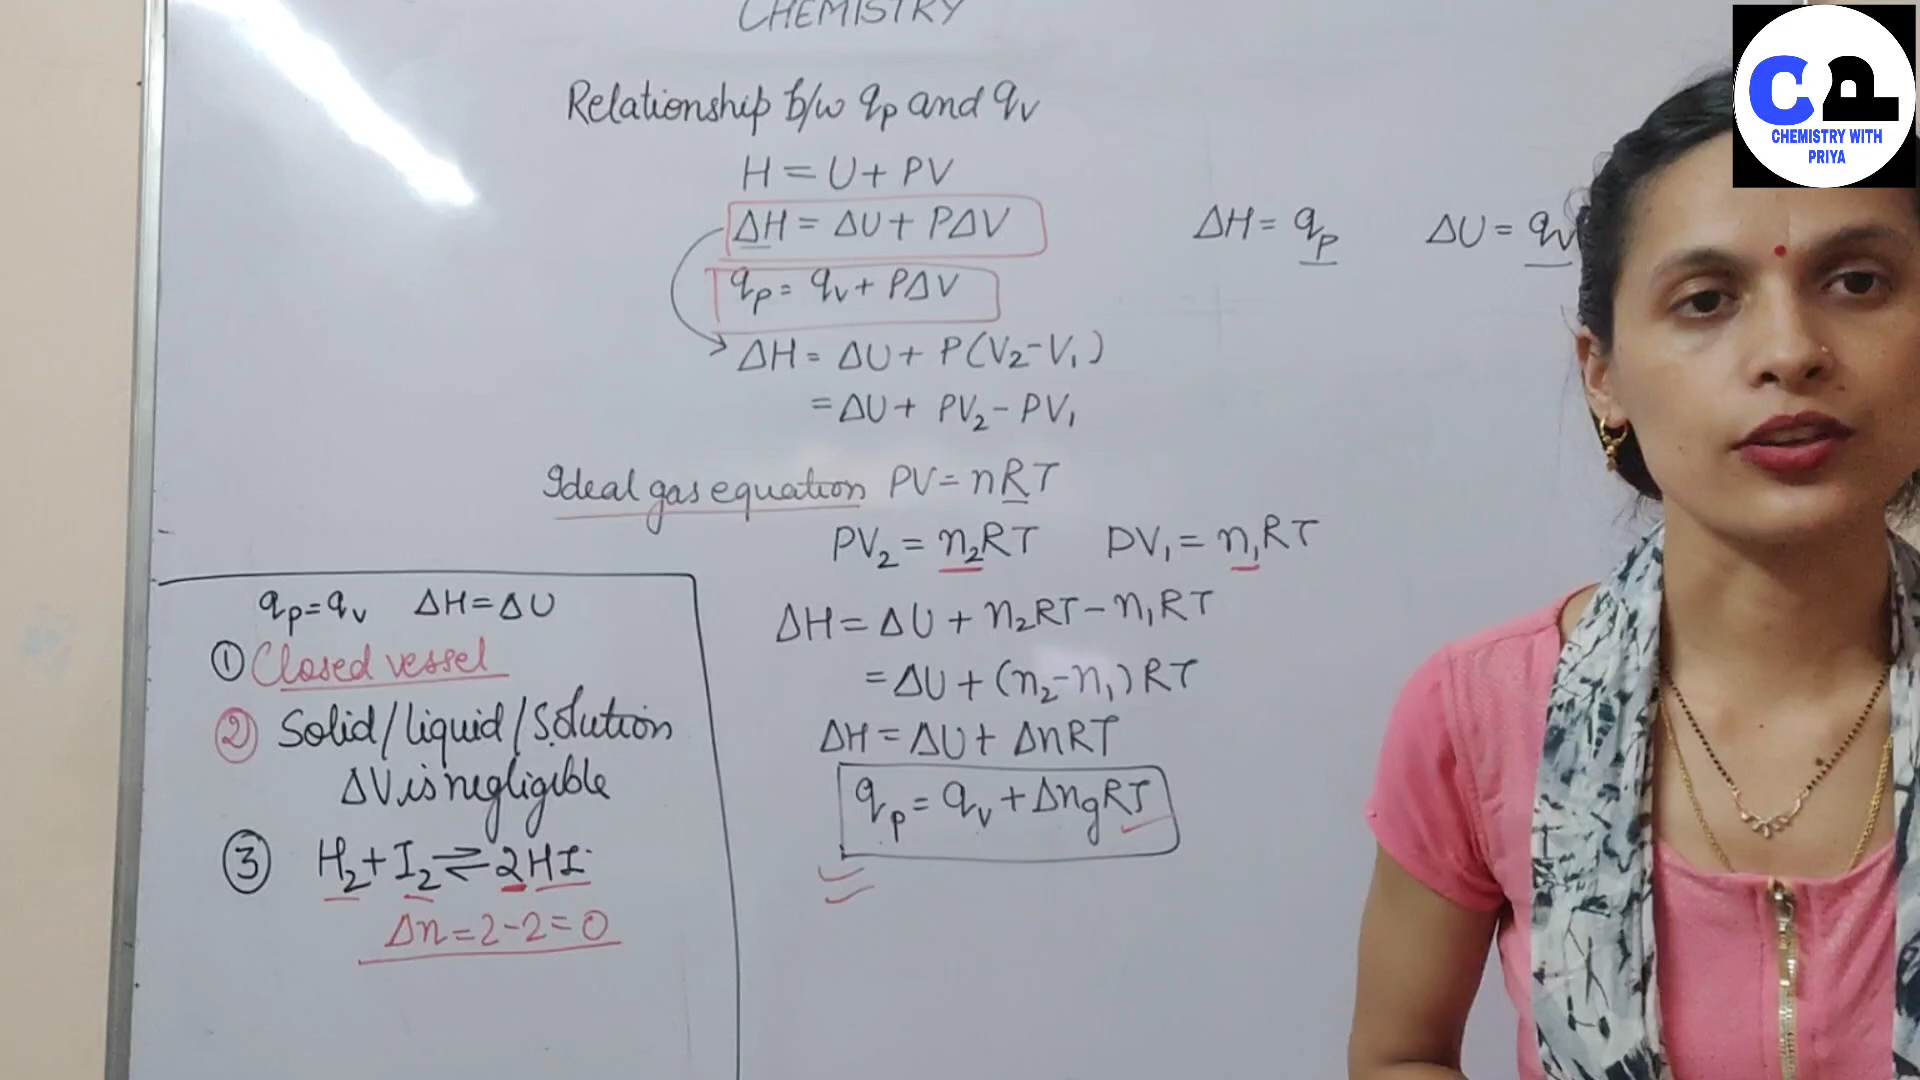 CHEMISTRY
Relationship b/w qp and qv
H = U + PV
ΔH = ΔU + PΔV
ΔH = qp ΔU = qv
qp = qv + PΔV
ΔH = ΔU + P(V2-V1)
= ΔU + PV2 - PV1
Ideal gas equation PV = nRT
PV2 = n2RT PV1 = n1RT
ΔH = ΔU + n2RT - n1RT
= ΔU + (n2-n1)RT
ΔH = ΔU + ΔnRT
qp = qv + ΔngRT
qp = qv ΔH = ΔU
① Closed vessel
② Solid/liquid/Solution
ΔV is negligible
③ H2 + I2 ⇌ 2HI
Δn = 2-2 = 0
CP
CHEMISTRY WITH
PRIYA